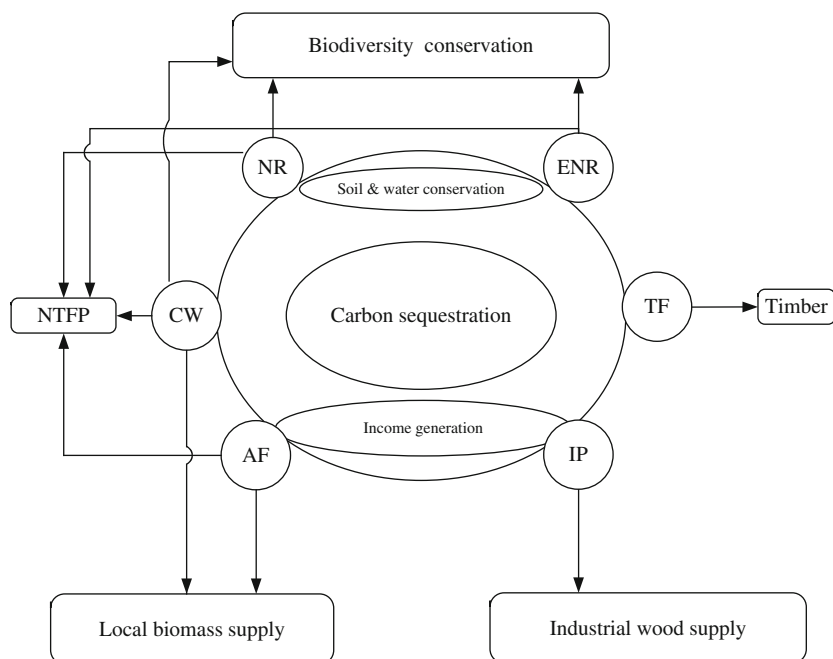 Biodiversity conservation
NR
ENR
Soil & water conservation
NTFP
CW
Carbon sequestration
TF
Timber
Income generation
AF
IP
Local biomass supply
Industrial wood supply